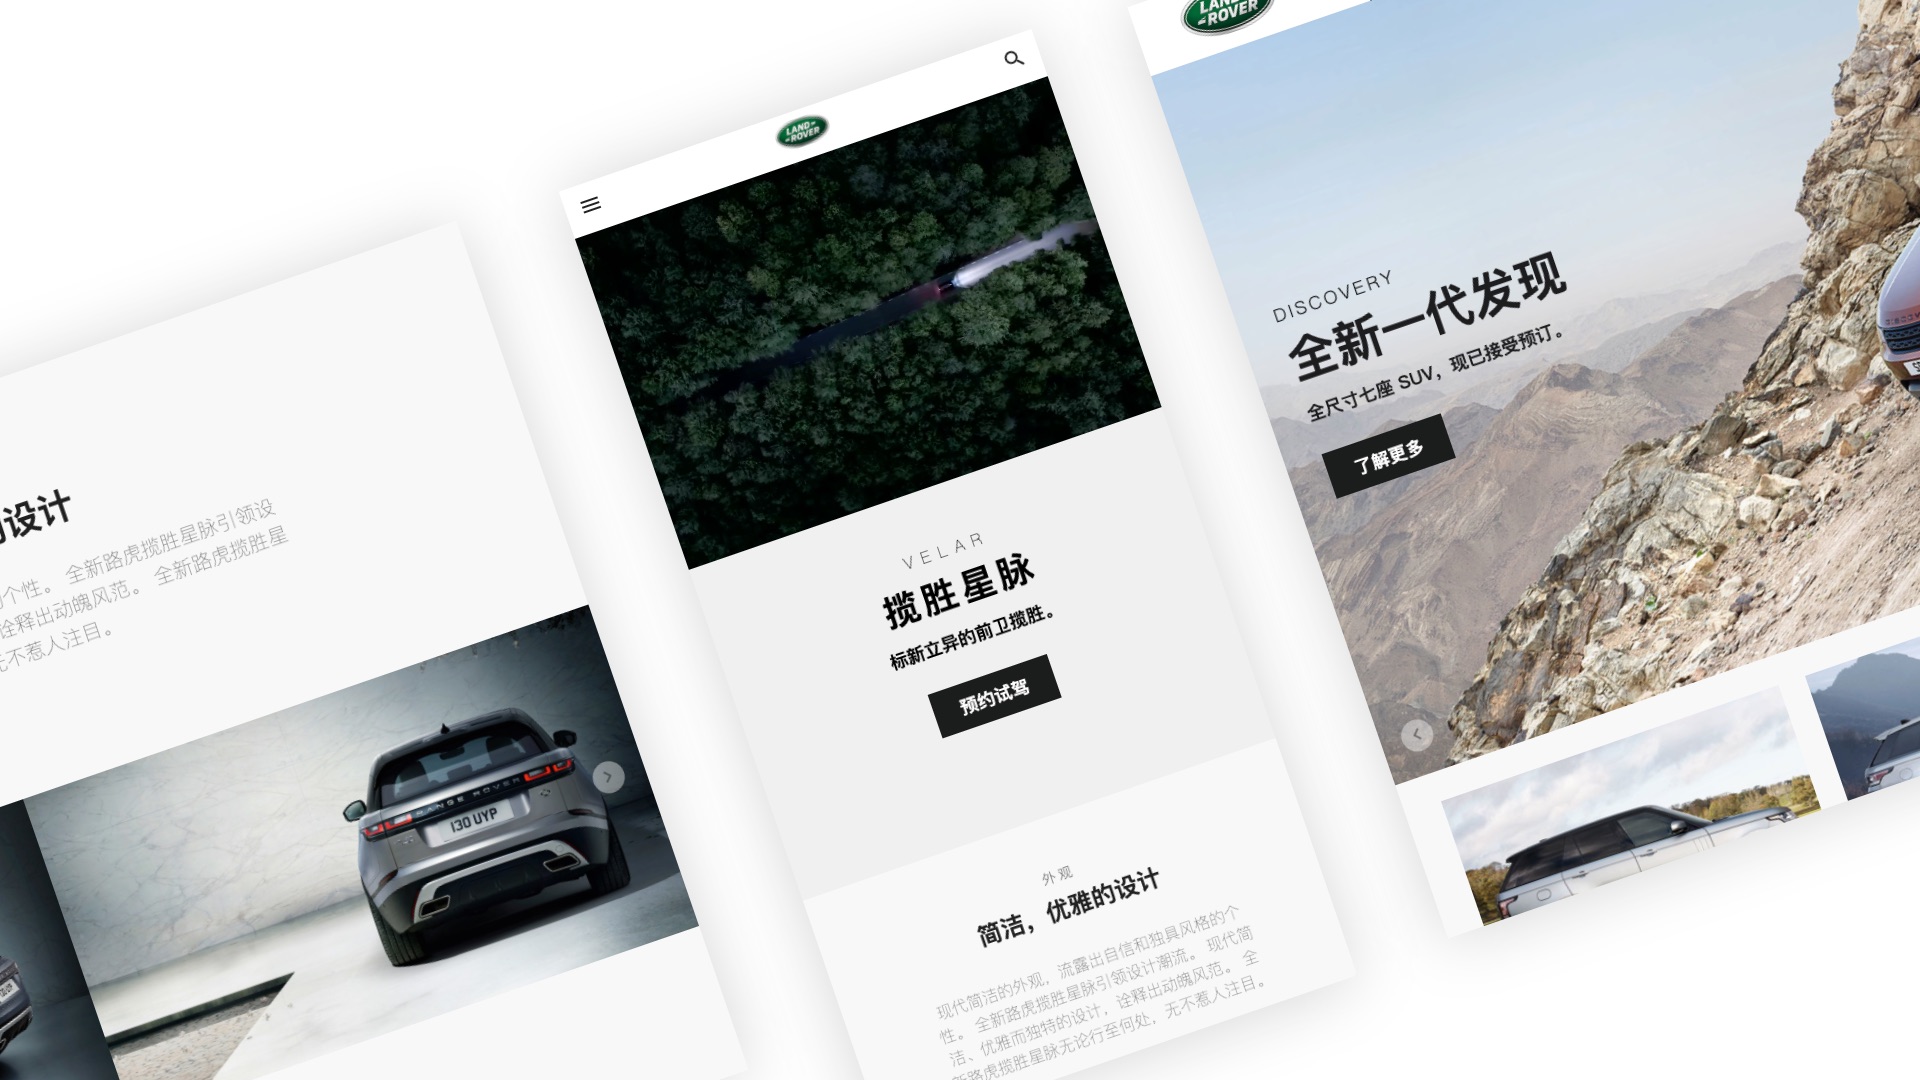 设计
个性。 全新路虎揽胜星脉引领设
诠释出动魄风范。 全新路虎揽胜星
无不惹人注目。
RANGE ROVER
130 UYP
LAND
ROVER
VELAR
揽胜星脉
标新立异的前卫揽胜。
预约试驾
外观
简洁，优雅的设计
现代简洁的外观，流露出自信和独具风格的个
性。 全新路虎揽胜星脉引领设计潮流。 现代简
洁、优雅而独特的设计，诠释出动魄风范。 全
新路虎揽胜星脉无论行至何处，无不惹人注目。
LAND
ROVER
DISCOVERY
全新一代发现
全尺寸七座 SUV，现已接受预订。
了解更多